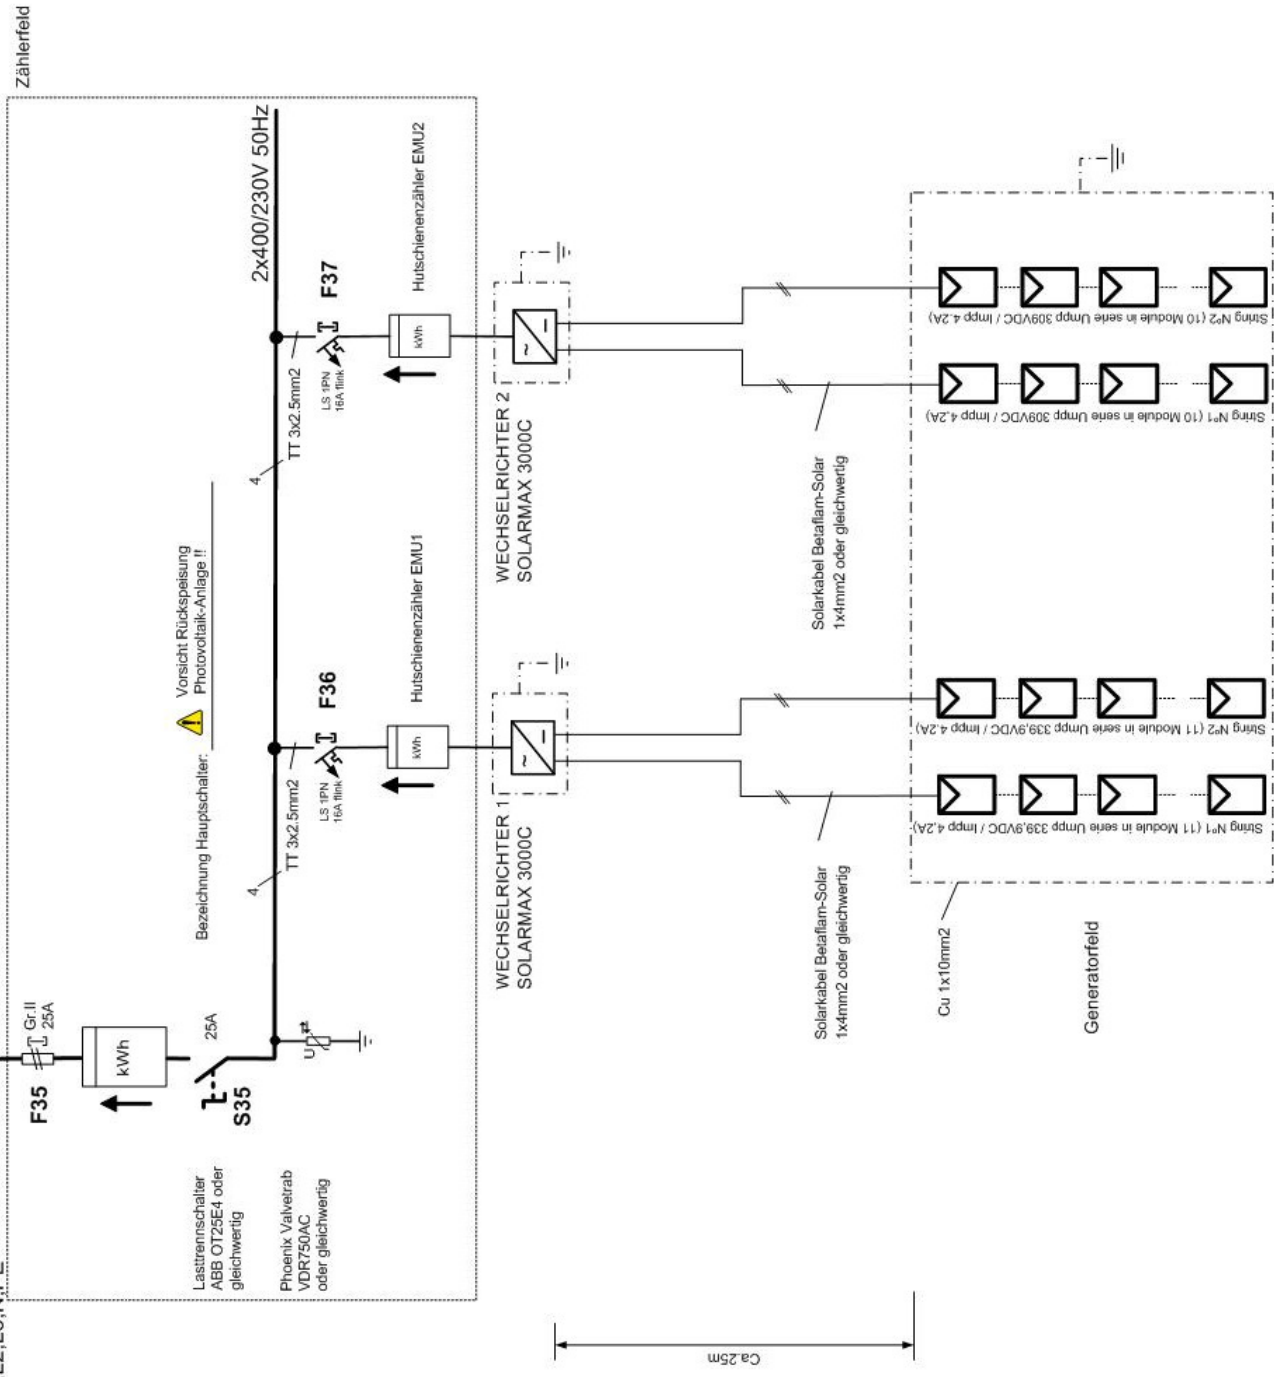 Zählerfeld
F35
Gr.II
25A
kWh
25A
S35
Lasttrennschalter
ABB OT25E4 oder
gleichwertig
Phoenix Valvetrab
VDR750AC
oder gleichwertig
U
Bezeichnung Hauptschalter:
Vorsicht Rückspeisung
Photovoltaik-Anlage !!
2x400/230V 50Hz
4
TT 3x2.5mm2
LS 1PN
16A flink
F36
kWh
Hutschienenzähler EMU1
4
TT 3x2.5mm2
LS 1PN
16A flink
F37
kWh
Hutschienenzähler EMU2
WECHSELRICHTER 1
SOLARMAX 3000C
~
WECHSELRICHTER 2
SOLARMAX 3000C
~
Solarkabel Betaflam-Solar
1x4mm2 oder gleichwertig
Solarkabel Betaflam-Solar
1x4mm2 oder gleichwertig
Ca.25m
Cu 1x10mm2
Generatorfeld
String Nº1 (11 Module in serie Umpp 339,9VDC / Impp 4,2A)
String Nº2 (11 Module in serie Umpp 339,9VDC / Impp 4,2A)
String Nº1 (10 Module in serie Umpp 309VDC / Impp 4,2A)
String Nº2 (10 Module in serie Umpp 309VDC / Impp 4,2A)